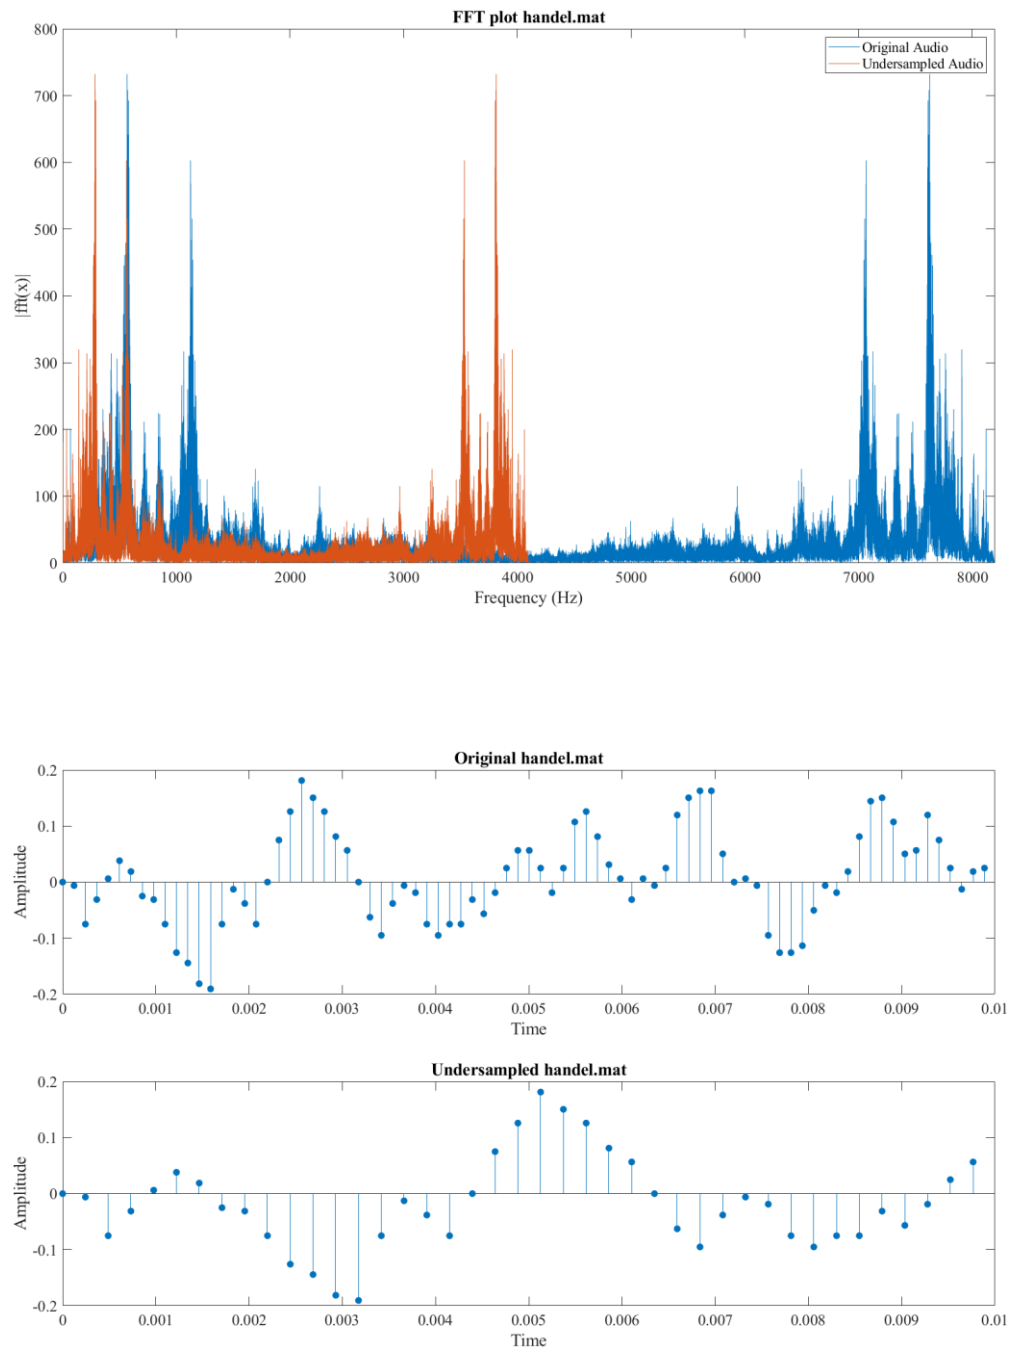 FFT plot handel.mat
800
700
600
500
400
300
200
100
0
|fft(x)|
Original Audio
Undersampled Audio
0 1000 2000 3000 4000 5000 6000 7000 8000
Frequency (Hz)
Original handel.mat
0.2
0.1
0
-0.1
-0.2
Amplitude
0 0.001 0.002 0.003 0.004 0.005 0.006 0.007 0.008 0.009 0.01
Time
Undersampled handel.mat
0.2
0.1
0
-0.1
-0.2
Amplitude
0 0.001 0.002 0.003 0.004 0.005 0.006 0.007 0.008 0.009 0.01
Time